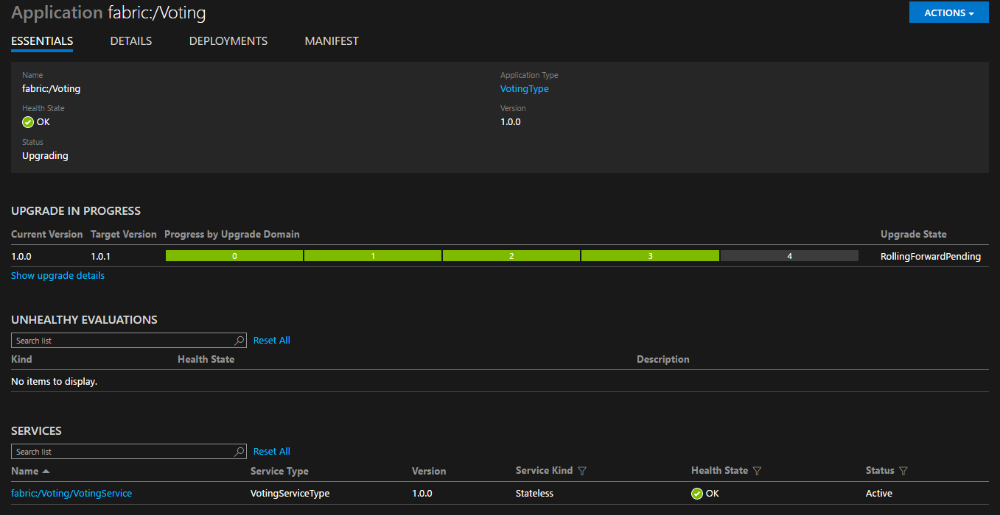 Application fabric:/Voting
ACTIONS
ESSENTIALS DETAILS DEPLOYMENTS MANIFEST
Name Application Type
fabric:/Voting VotingType
Health State Version
OK 1.0.0
Status
Upgrading
UPGRADE IN PROGRESS
Current Version Target Version Progress by Upgrade Domain Upgrade State
1.0.0 1.0.1 0 1 2 3 4 RollingForwardPending
Show upgrade details
UNHEALTHY EVALUATIONS
Search list Reset All
Kind Health State Description
No items to display.
SERVICES
Search list Reset All
Name Service Type Version Service Kind Health State Status
fabric:/Voting/VotingService VotingServiceType 1.0.0 Stateless OK Active